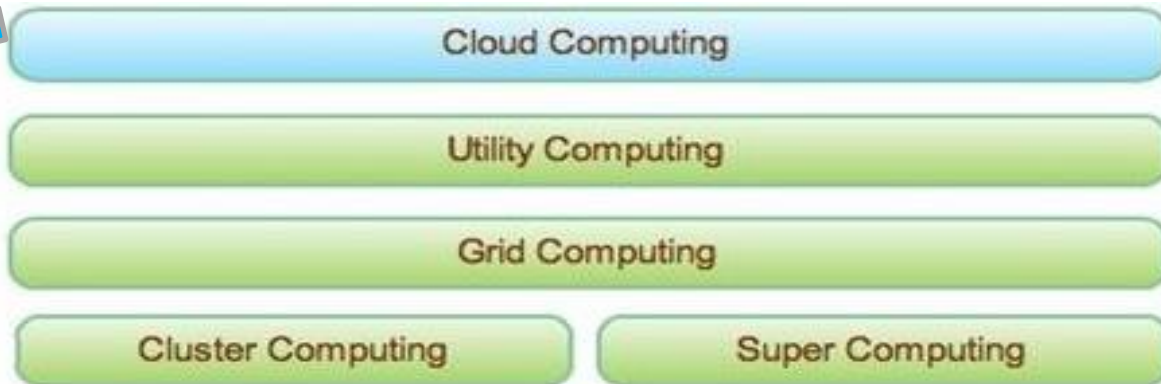 Cloud Computing
Utility Computing
Grid Computing
Cluster Computing
Super Computing